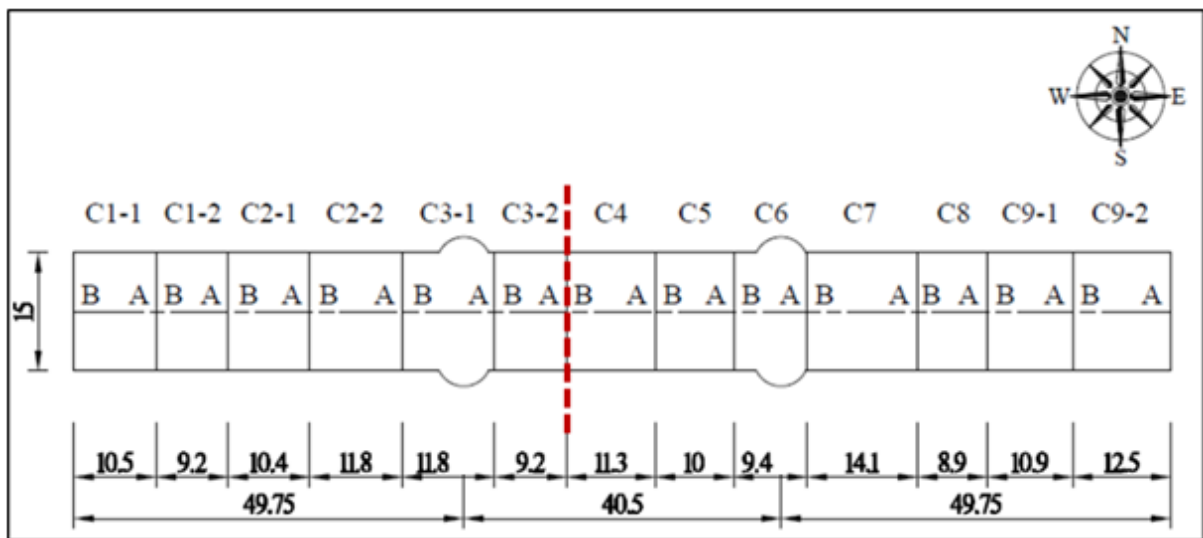 N
W E
S
C1-1 C1-2 C2-1 C2-2 C3-1 C3-2 C4 C5 C6 C7 C8 C9-1 C9-2
B A B A B A B A B A B A B A B A B A B A B A B A B A
15
10.5 9.2 10.4 11.8 11.8 9.2 11.3 10 9.4 14.1 8.9 10.9 12.5
49.75 40.5 49.75